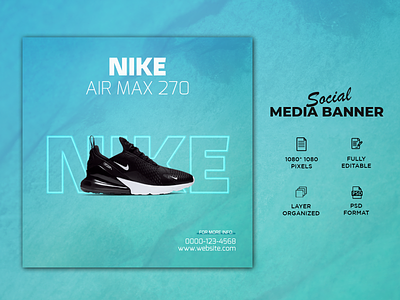 NIKE
AIR MAX 270
NIKE
FOR MORE INFO
0000-123-4568
www.website.com
Social
MEDIA BANNER
1080* 1080
PIXELS
FULLY
EDITABLE
LAYER
ORGANIZED
PSD
PSD
FORMAT